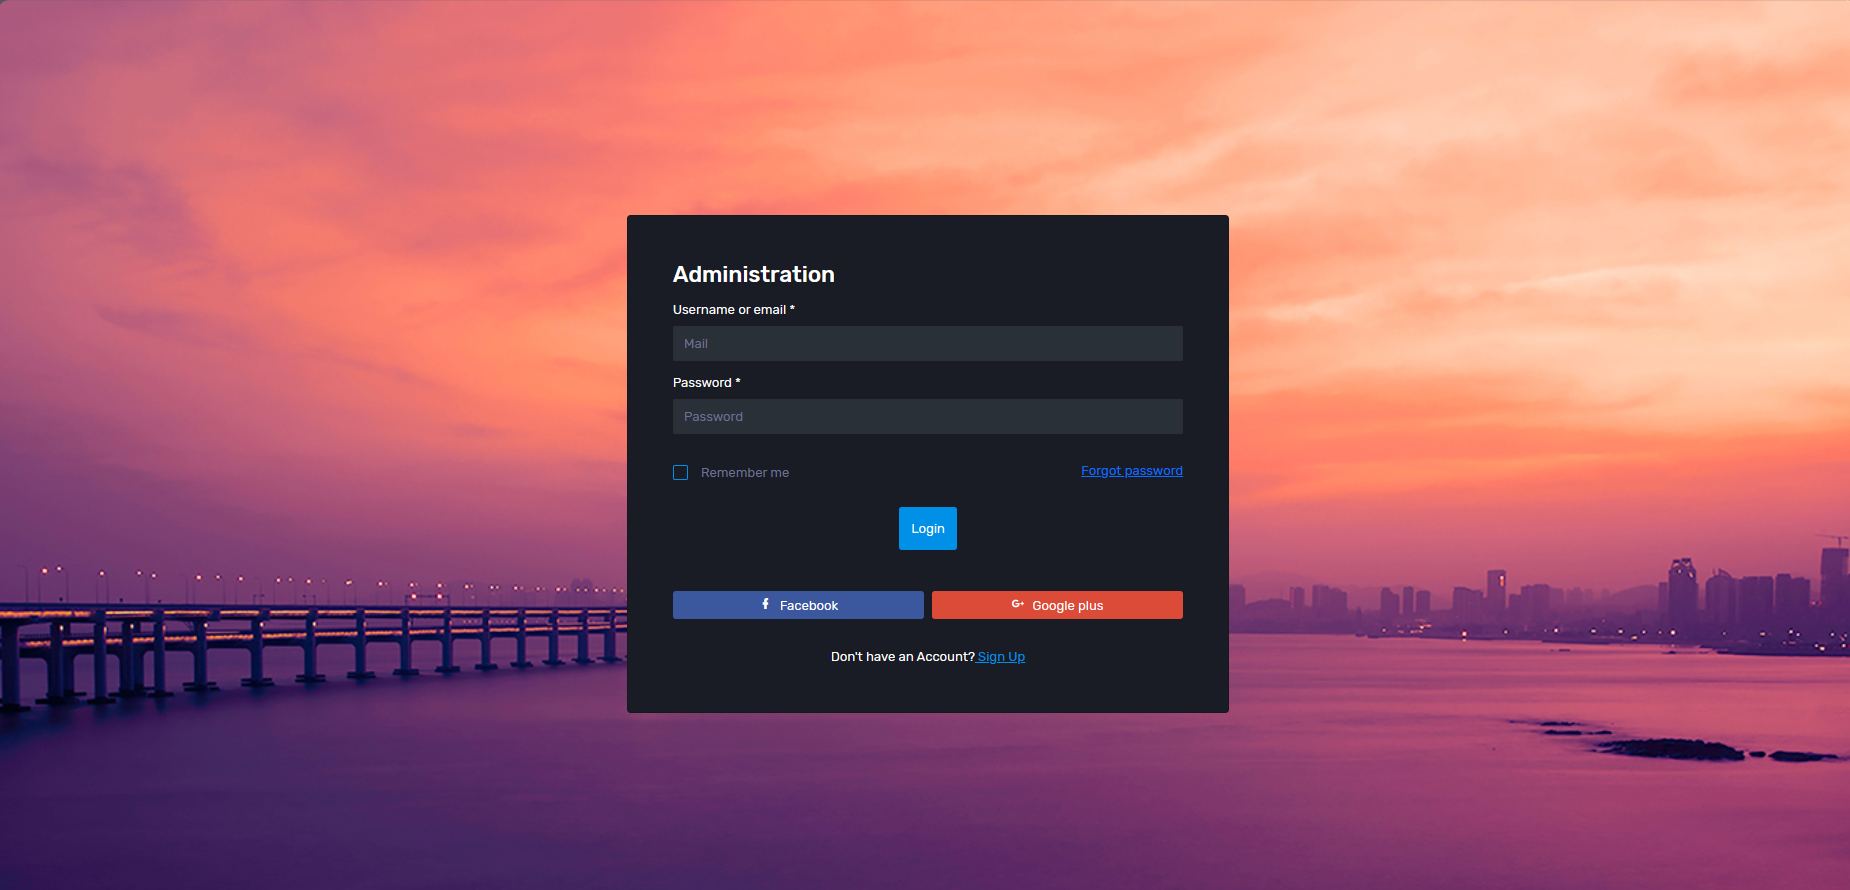 Administration
Username or email *
Mail
Password *
Password
Remember me
Forgot password
Login
Facebook
G+ Google plus
Don't have an Account? Sign Up